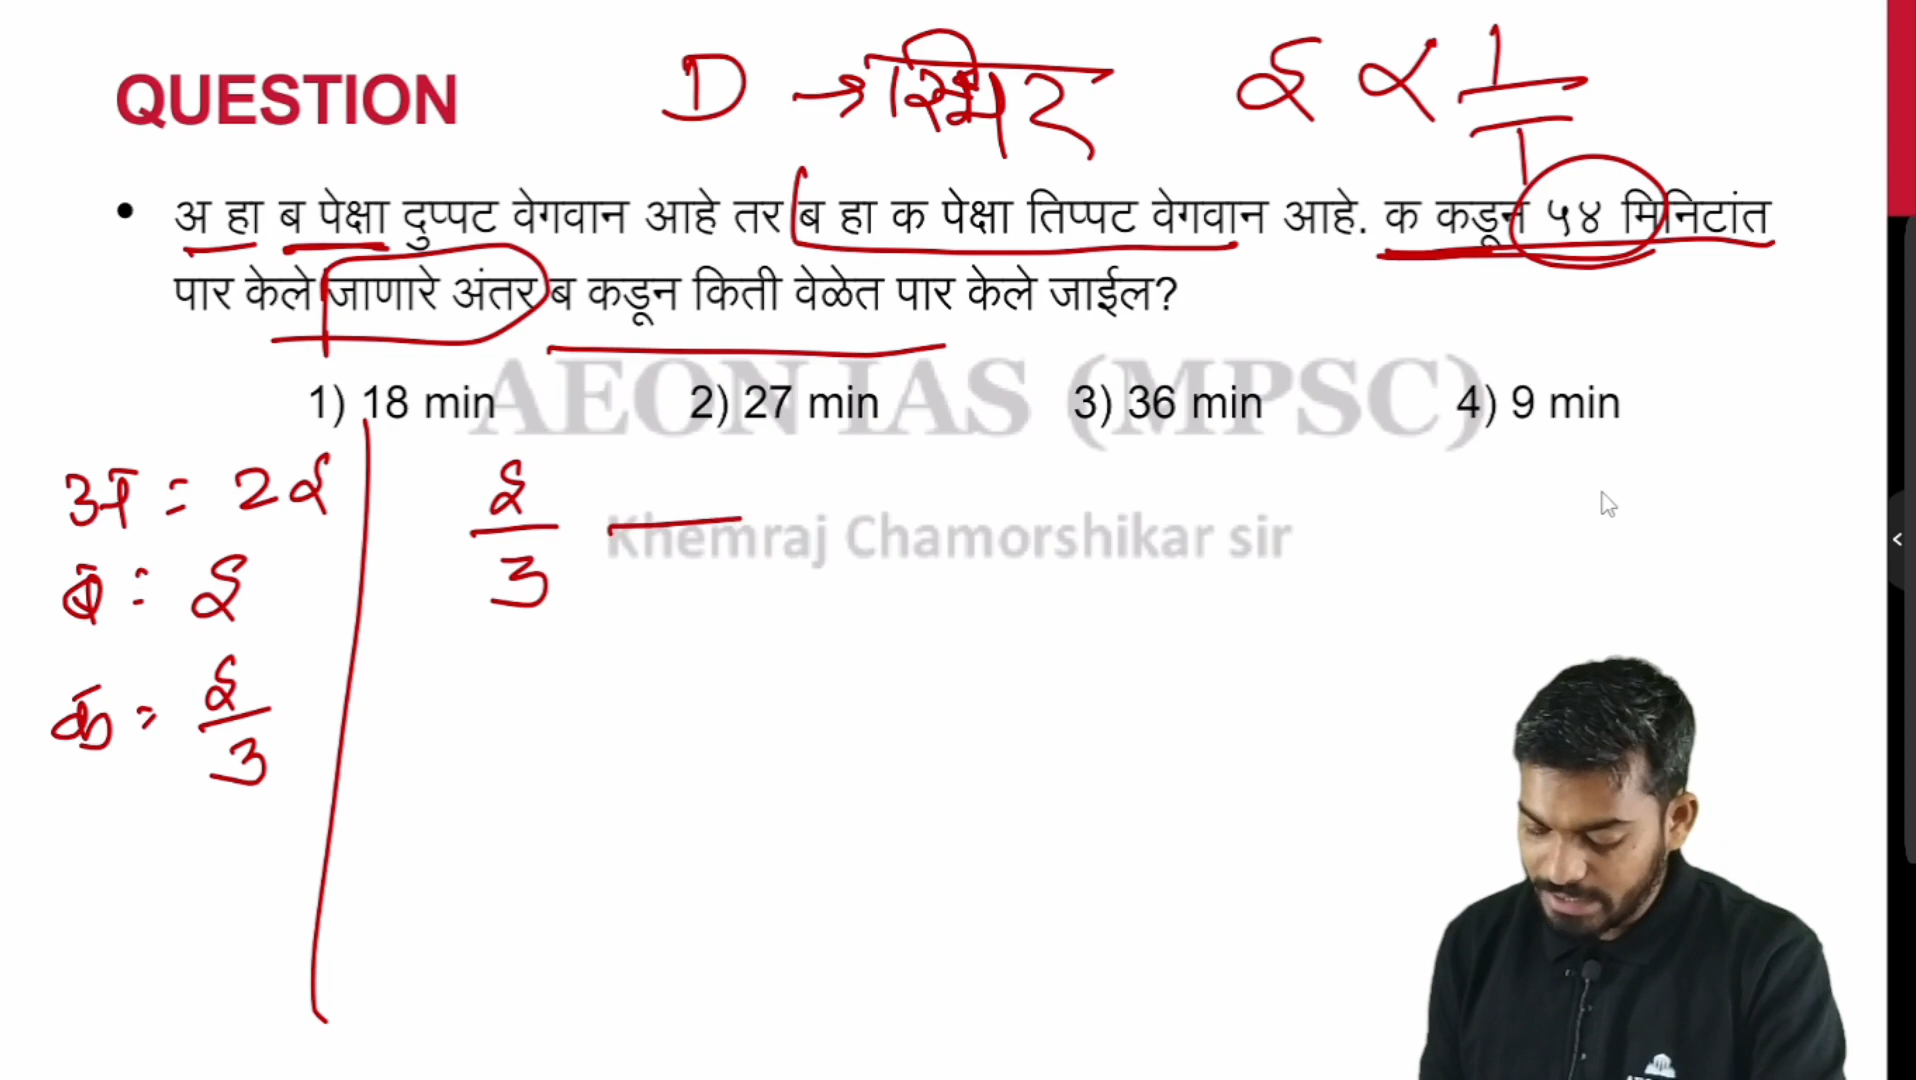 QUESTION
D → स्थिर
S ∝ 1/T
• अ हा ब पेक्षा दुप्पट वेगवान आहे तर ब हा क पेक्षा तिप्पट वेगवान आहे. क कडून ५४ मिनिटांत
पार केले जाणारे अंतर ब कडून किती वेळेत पार केले जाईल?
1) 18 min 2) 27 min 3) 36 min 4) 9 min
AEON IAS (MPSC)
Khemraj Chamorshikar sir
अ = 2S
ब = S
क = S/3
S/3 —